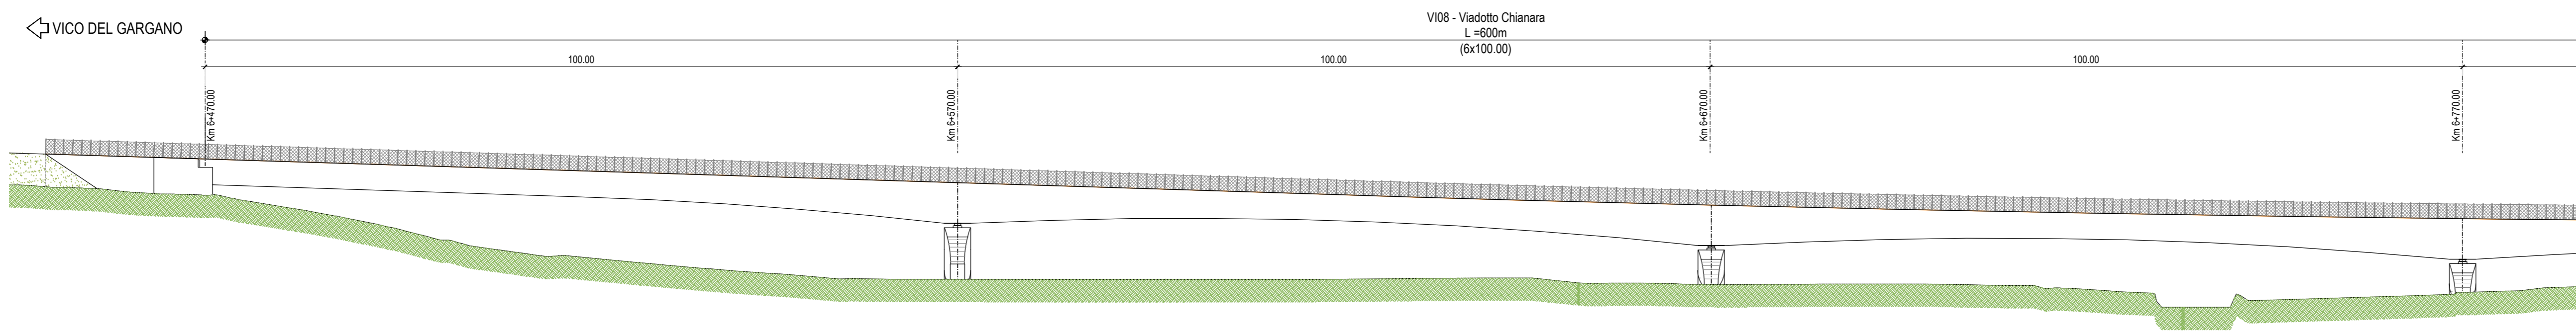 VICO DEL GARGANO
VI08 - Viadotto Chianara
L =600m
(6x100.00)
100.00
100.00
100.00
Km 6+470.00
Km 6+570.00
Km 6+670.00
Km 6+770.00